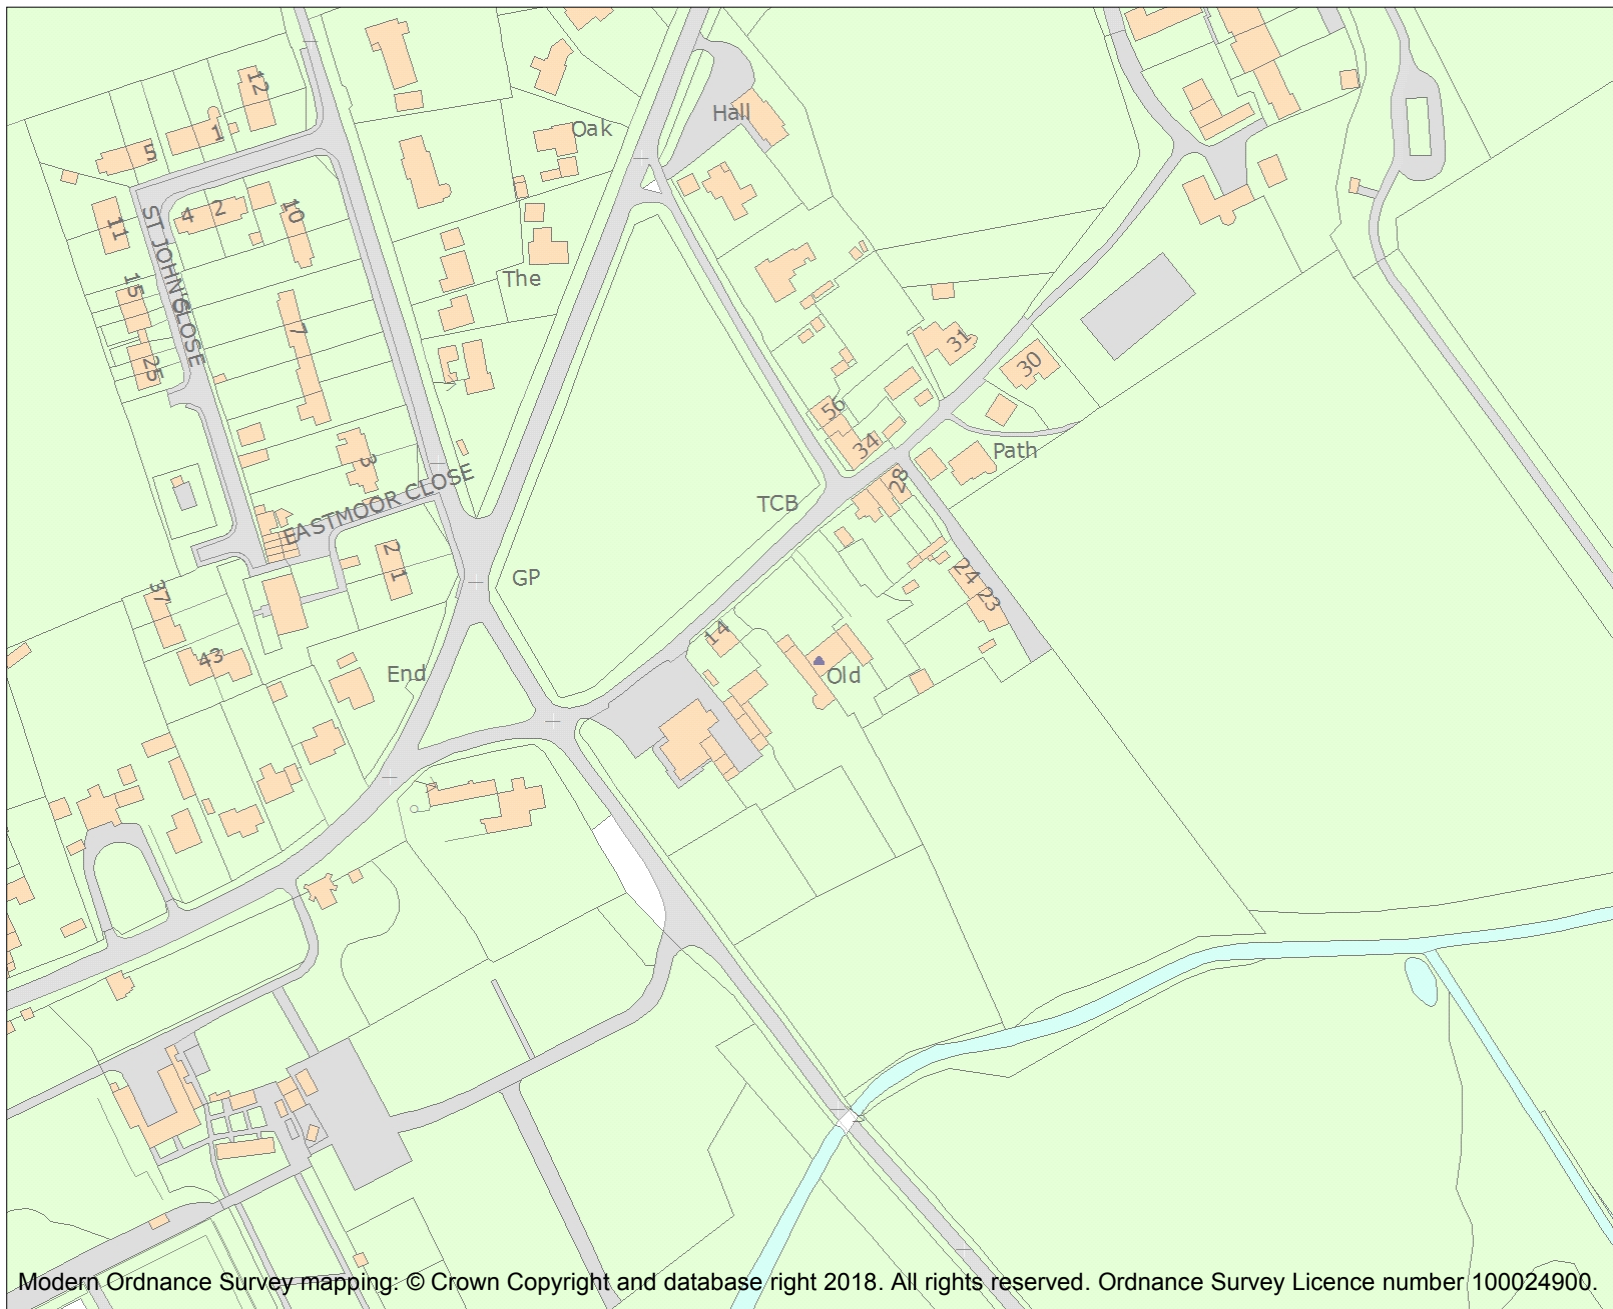 12
Hall
1
5
Oak
4 2
10
11
ST JOHN'S CLOSE
The
15
7
31
25
30
56
34
3
Path
28
EASTMOOR CLOSE
TCB
2
1
GP
24
23
37
14
43
End
Old
Modern Ordnance Survey mapping: © Crown Copyright and database right 2018. All rights reserved. Ordnance Survey Licence number 100024900.